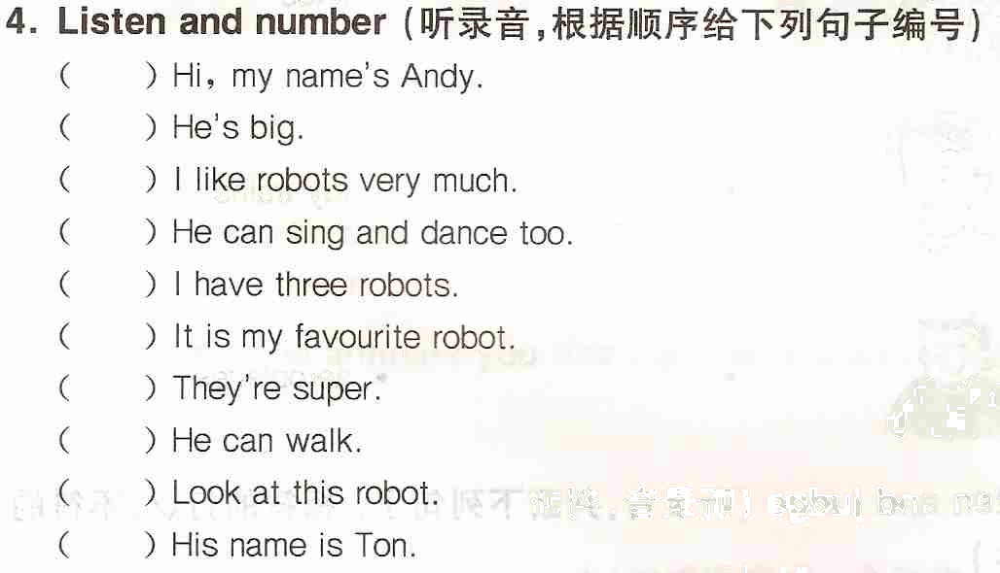 4. Listen and number (听录音,根据顺序给下列句子编号)
( ) Hi, my name's Andy.
( ) He's big.
( ) I like robots very much.
( ) He can sing and dance too.
( ) I have three robots.
( ) It is my favourite robot.
( ) They're super.
( ) He can walk.
( ) Look at this robot.
( ) His name is Ton.